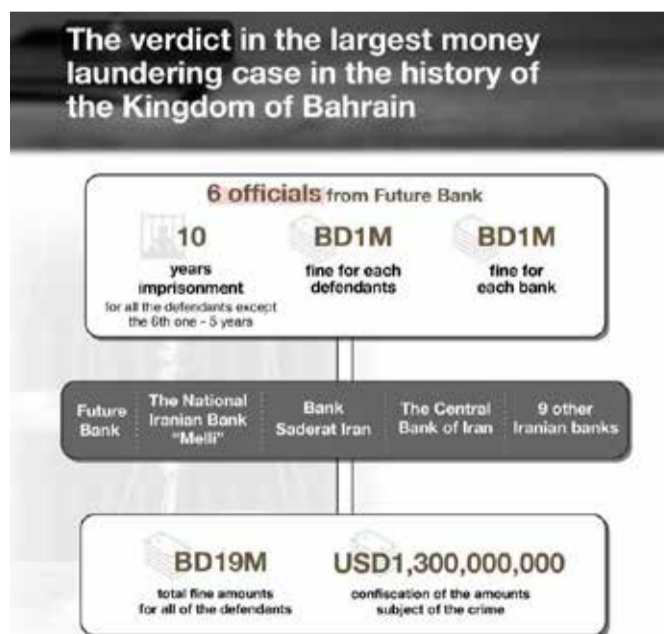 The verdict in the largest money
laundering case in the history of
the Kingdom of Bahrain
6 officials from Future Bank
10
years
imprisonment
for all the defendants except
the 6th one - 5 years
BD1M
fine for each
defendants
BD1M
fine for
each bank
Future
Bank
The National
Iranian Bank
"Melli"
Bank
Saderat Iran
The Central
Bank of Iran
9 other
Iranian banks
BD19M
total fine amounts
for all of the defendants
USD1,300,000,000
confiscation of the amounts
subject of the crime